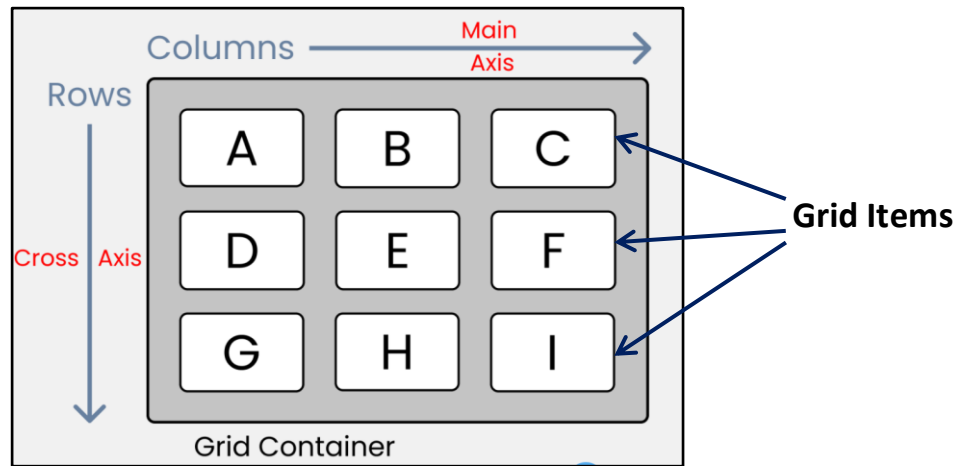 Main
Columns
Axis
Rows
A B C
Grid Items
D E F
Cross Axis
G H I
Grid Container